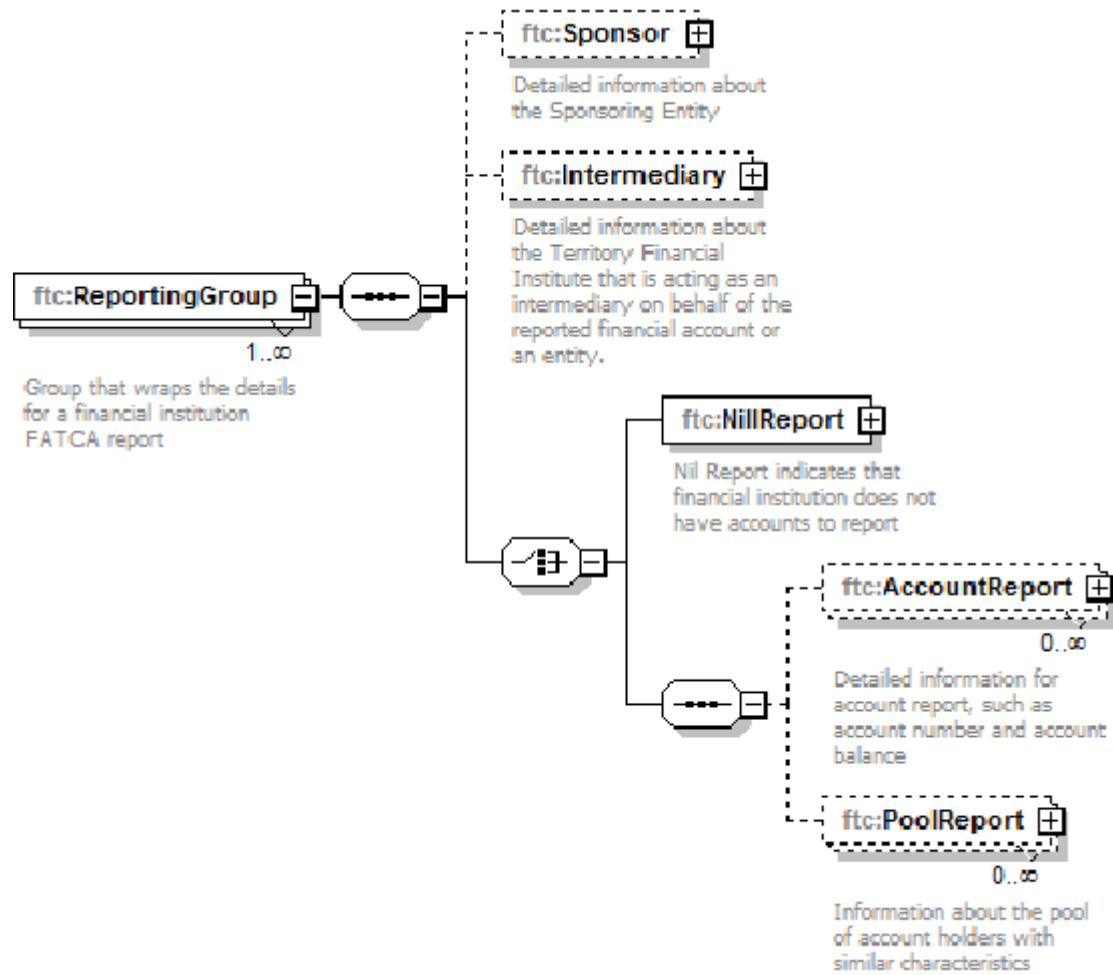 ftc:Sponsor
Detailed information about
the Sponsoring Entity
ftc:Intermediary
Detailed information about
the Territory Financial
Institute that is acting as an
intermediary on behalf of the
reported financial account or
an entity.
ftc:ReportingGroup
1..∞
Group that wraps the details
for a financial institution
FATCA report
ftc:NillReport
Nil Report indicates that
financial institution does not
have accounts to report
ftc:AccountReport
0..∞
Detailed information for
account report, such as
account number and account
balance
ftc:PoolReport
0..∞
Information about the pool
of account holders with
similar characteristics